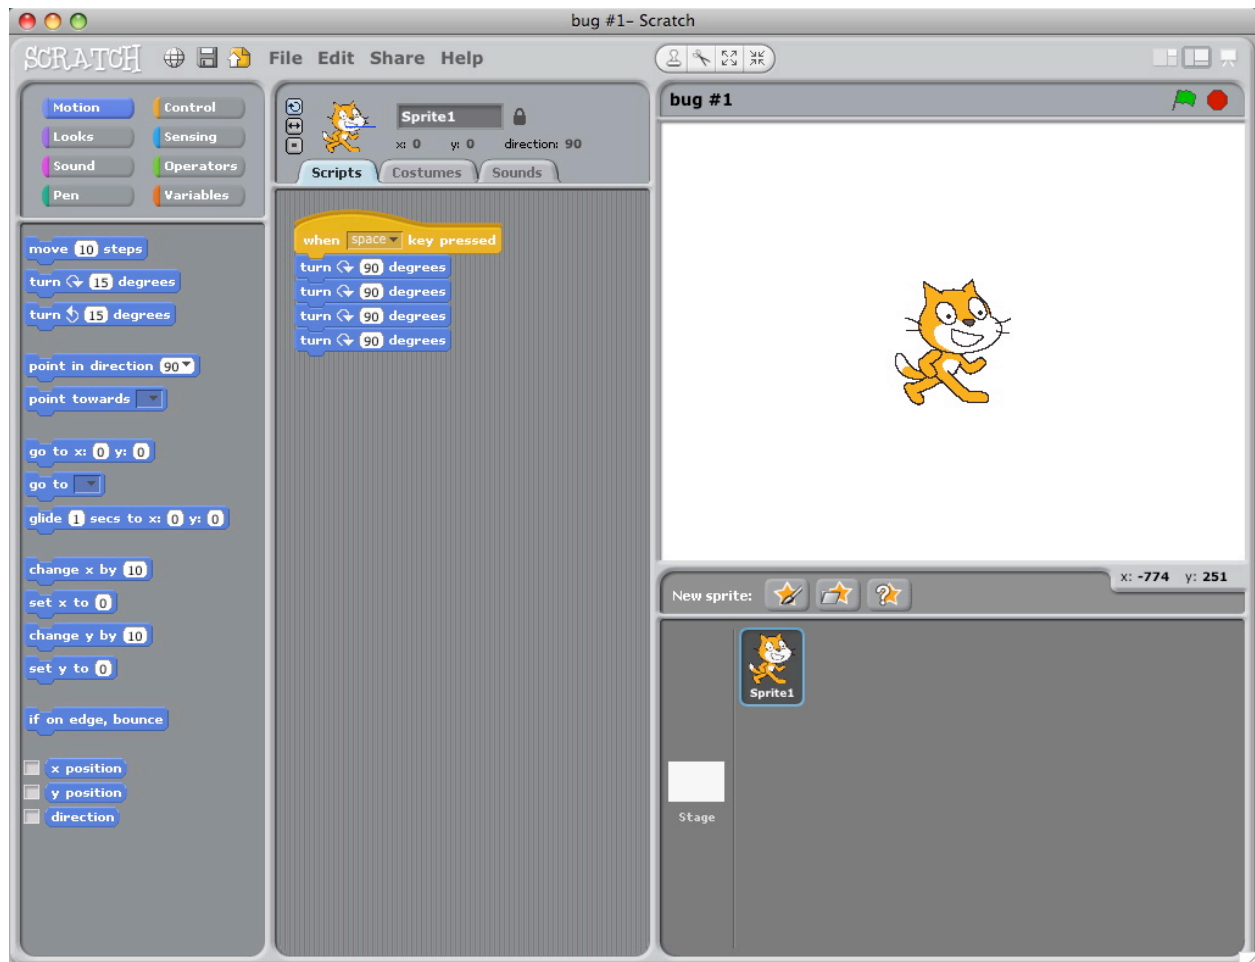 bug #1– Scratch
SCRATCH File Edit Share Help
Motion Control
Looks Sensing
Sound Operators
Pen Variables
move 10 steps
turn 15 degrees
turn 15 degrees
point in direction 90
point towards
go to x: 0 y: 0
go to
glide 1 secs to x: 0 y: 0
change x by 10
set x to 0
change y by 10
set y to 0
if on edge, bounce
x position
y position
direction
Sprite1
x: 0 y: 0 direction: 90
Scripts Costumes Sounds
when space key pressed
turn 90 degrees
turn 90 degrees
turn 90 degrees
turn 90 degrees
bug #1
x: -774 y: 251
New sprite:
Sprite1
Stage